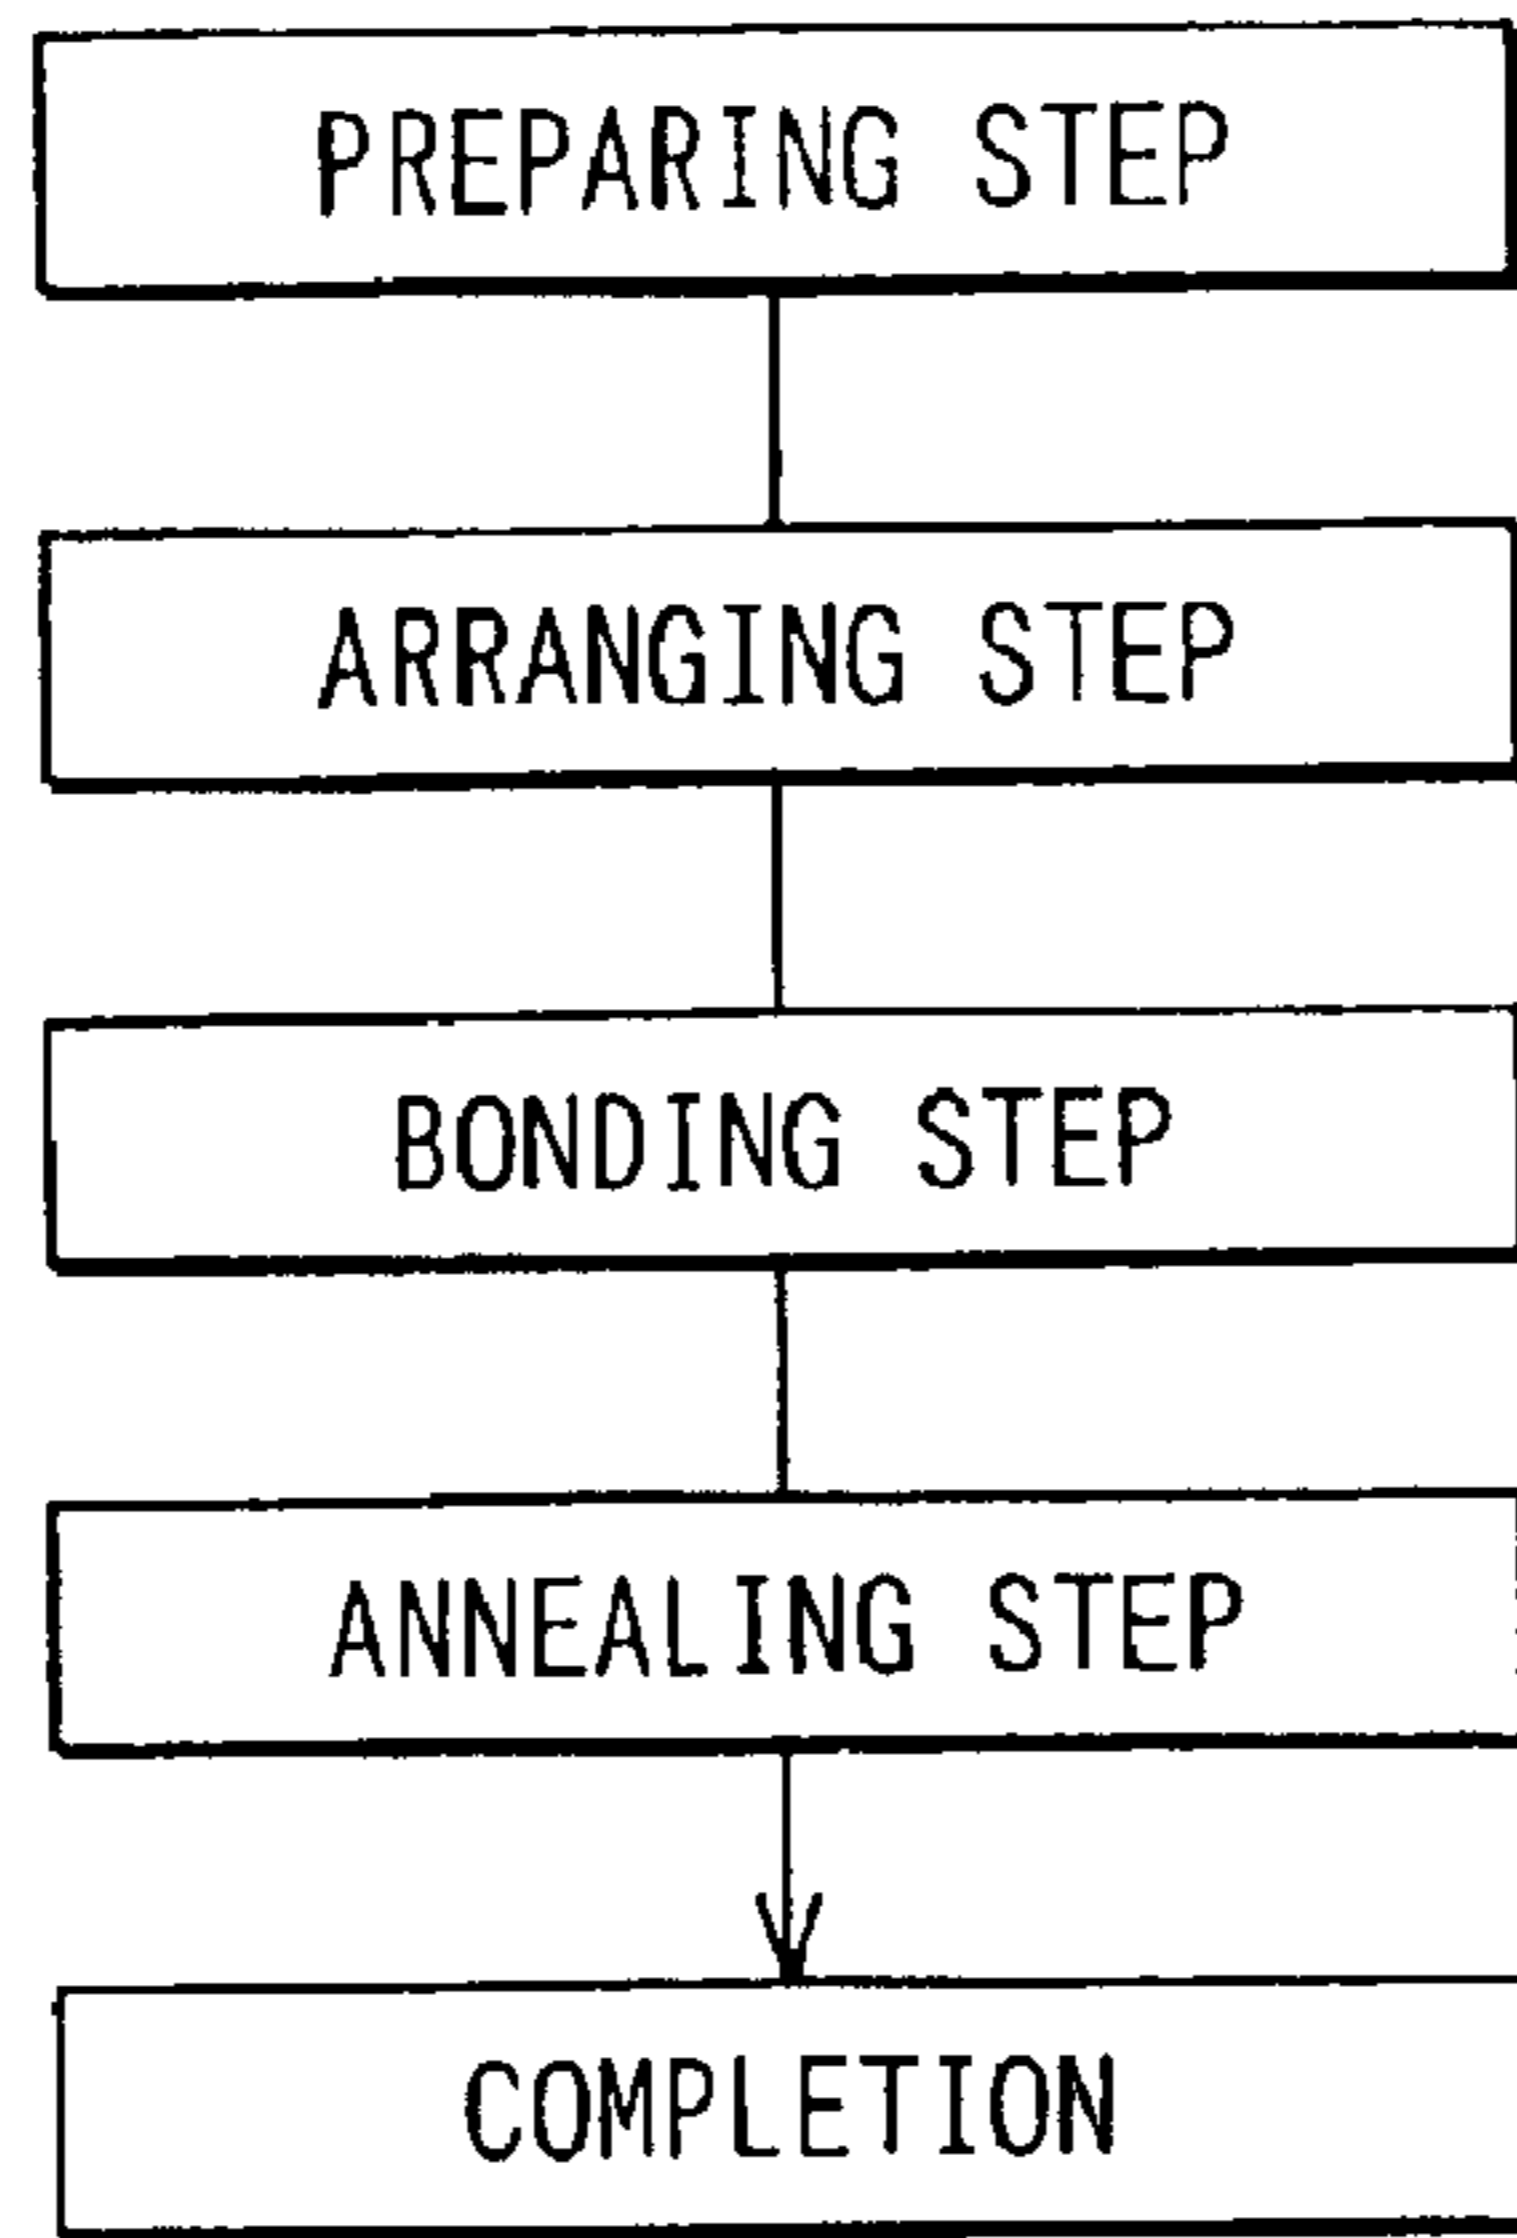 PREPARING STEP
ARRANGING STEP
BONDING STEP
ANNEALING STEP
COMPLETION